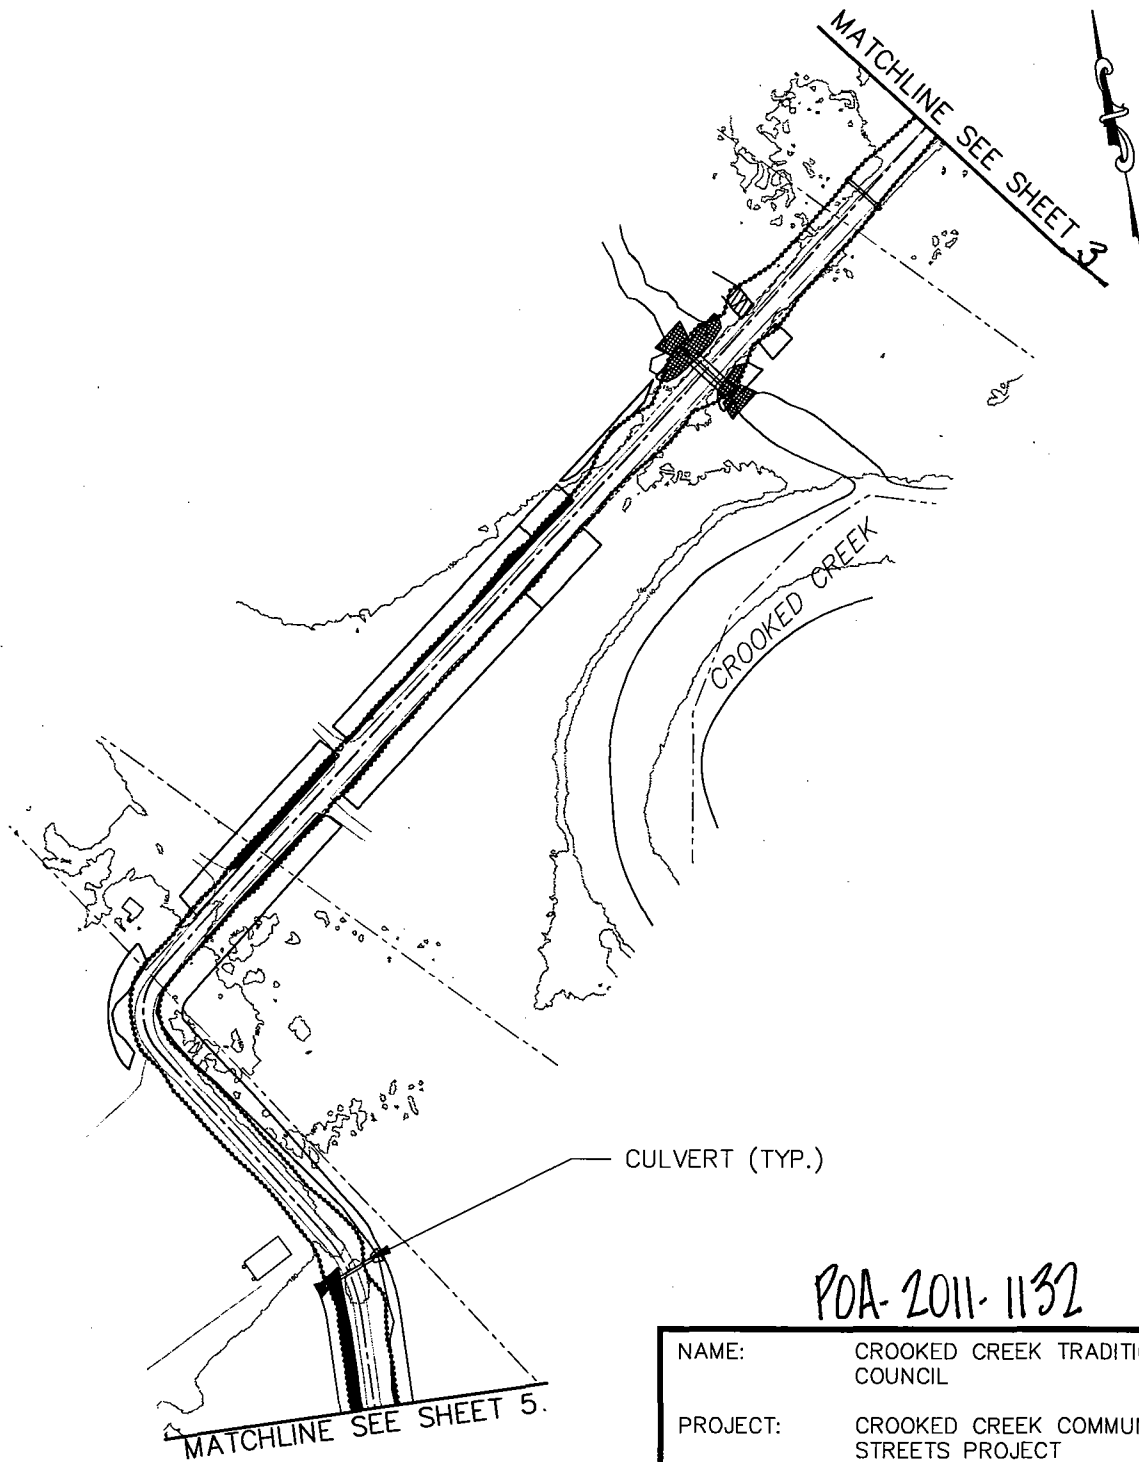 MATCHLINE SEE SHEET 3
CROOKED CREEK
CULVERT (TYP.)
MATCHLINE SEE SHEET 5.
POA-2011-1132
NAME: CROOKED CREEK TRADITI
COUNCIL
PROJECT: CROOKED CREEK COMMU
STREETS PROJECT